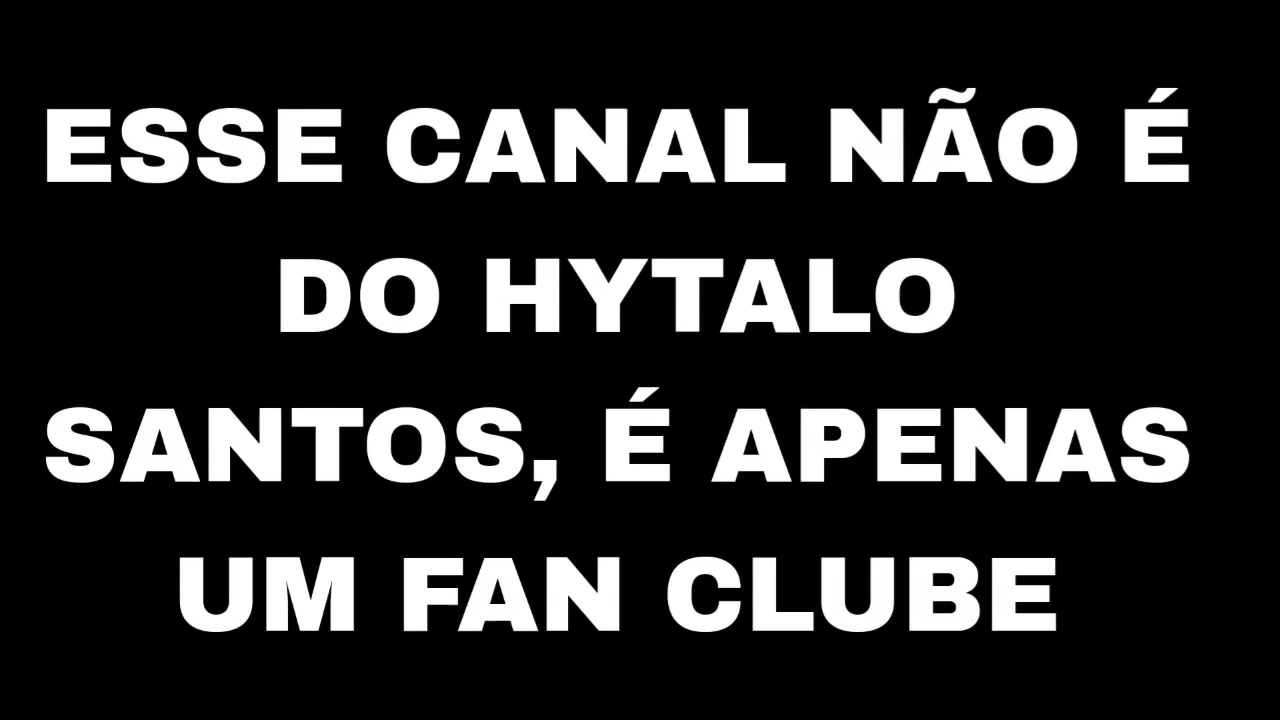 ESSE CANAL NÃO É
DO HYTALO
SANTOS, É APENAS
UM FAN CLUBE